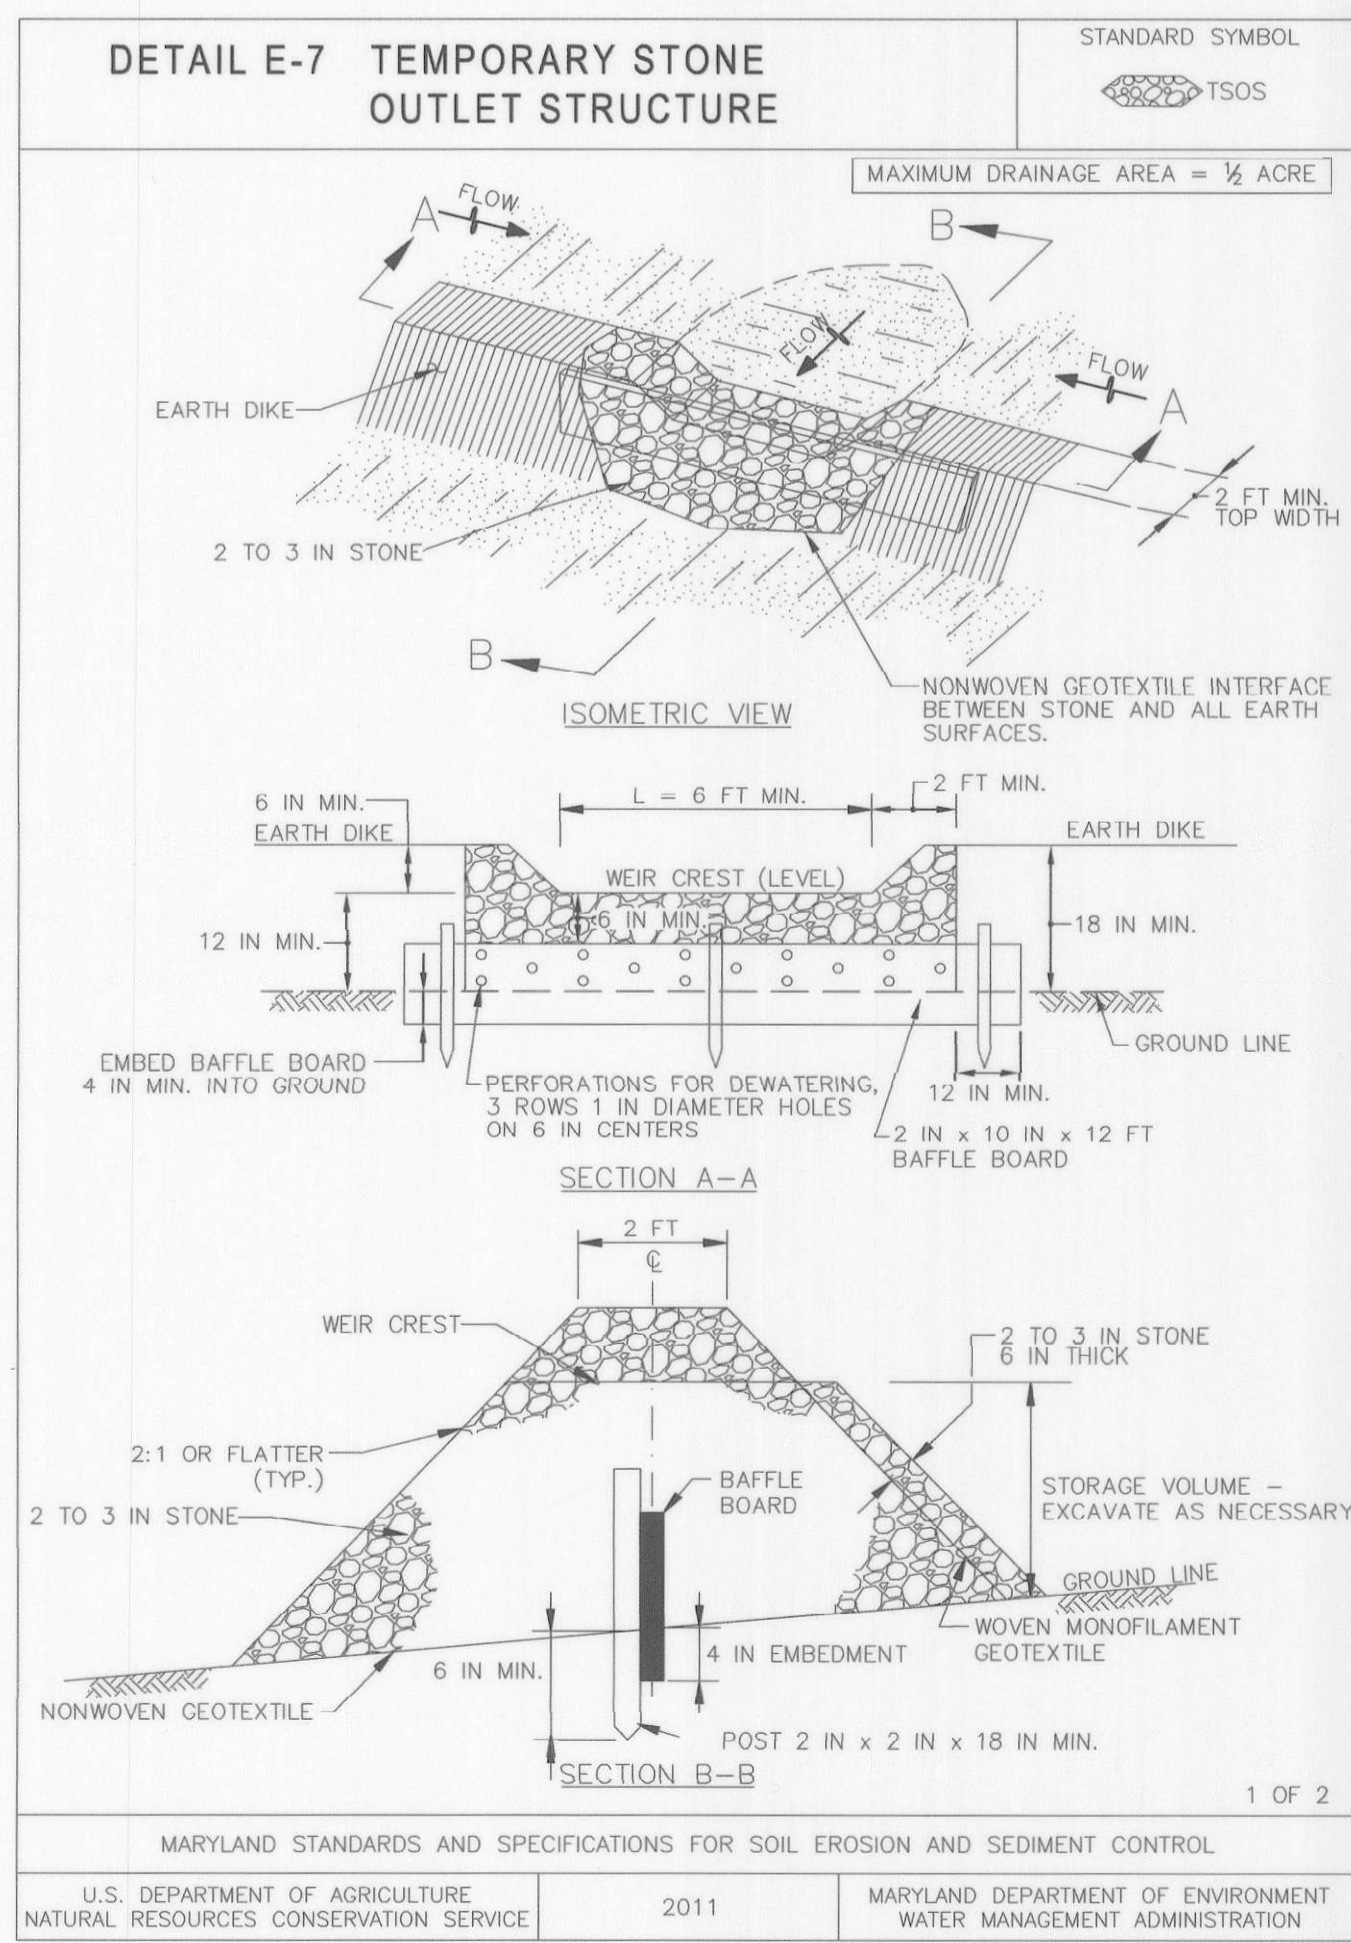 DETAIL E-7 TEMPORARY STONE
OUTLET STRUCTURE
STANDARD SYMBOL
TSOS
MAXIMUM DRAINAGE AREA = ½ ACRE
A
FLOW
B
FLOW
FLOW
A
EARTH DIKE
2 FT MIN.
TOP WIDTH
2 TO 3 IN STONE
B
NONWOVEN GEOTEXTILE INTERFACE
BETWEEN STONE AND ALL EARTH
SURFACES.
ISOMETRIC VIEW
6 IN MIN.
L = 6 FT MIN.
2 FT MIN.
EARTH DIKE
EARTH DIKE
WEIR CREST (LEVEL)
6 IN MIN.
12 IN MIN.
18 IN MIN.
GROUND LINE
EMBED BAFFLE BOARD
4 IN MIN. INTO GROUND
PERFORATIONS FOR DEWATERING,
3 ROWS 1 IN DIAMETER HOLES
ON 6 IN CENTERS
12 IN MIN.
2 IN x 10 IN x 12 FT
BAFFLE BOARD
SECTION A-A
2 FT
℄
WEIR CREST
2 TO 3 IN STONE
6 IN THICK
2:1 OR FLATTER
(TYP.)
BAFFLE
BOARD
STORAGE VOLUME -
EXCAVATE AS NECESSARY
2 TO 3 IN STONE
GROUND LINE
WOVEN MONOFILAMENT
GEOTEXTILE
4 IN EMBEDMENT
6 IN MIN.
NONWOVEN GEOTEXTILE
POST 2 IN x 2 IN x 18 IN MIN.
SECTION B-B
1 OF 2
MARYLAND STANDARDS AND SPECIFICATIONS FOR SOIL EROSION AND SEDIMENT CONTROL
U.S. DEPARTMENT OF AGRICULTURE
NATURAL RESOURCES CONSERVATION SERVICE
2011
MARYLAND DEPARTMENT OF ENVIRONMENT
WATER MANAGEMENT ADMINISTRATION